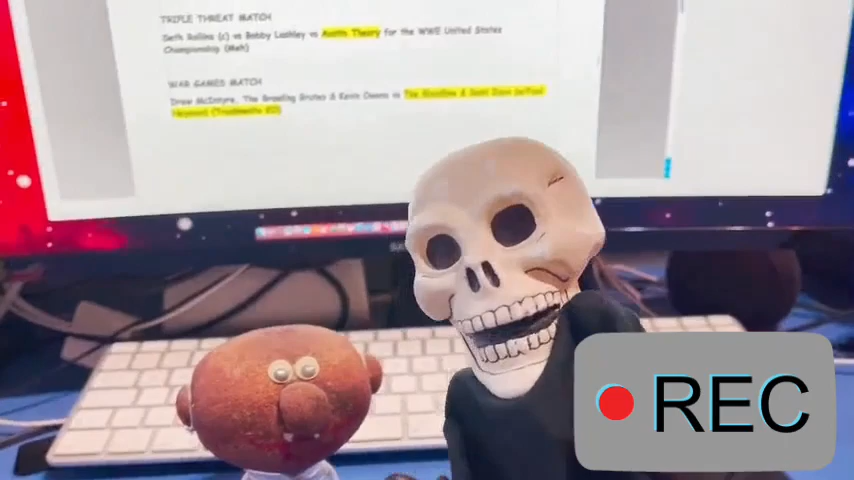 TRIPLE THREAT MATCH
Seth Rollins (c) vs Bobby Lashley vs Austin Theory for the WWE United States
Championship (Meh)
WAR GAMES MATCH
Drew McIntyre, The Brawling Brutes & Kevin Owens vs The Bloodline & Sami Zayn
REC